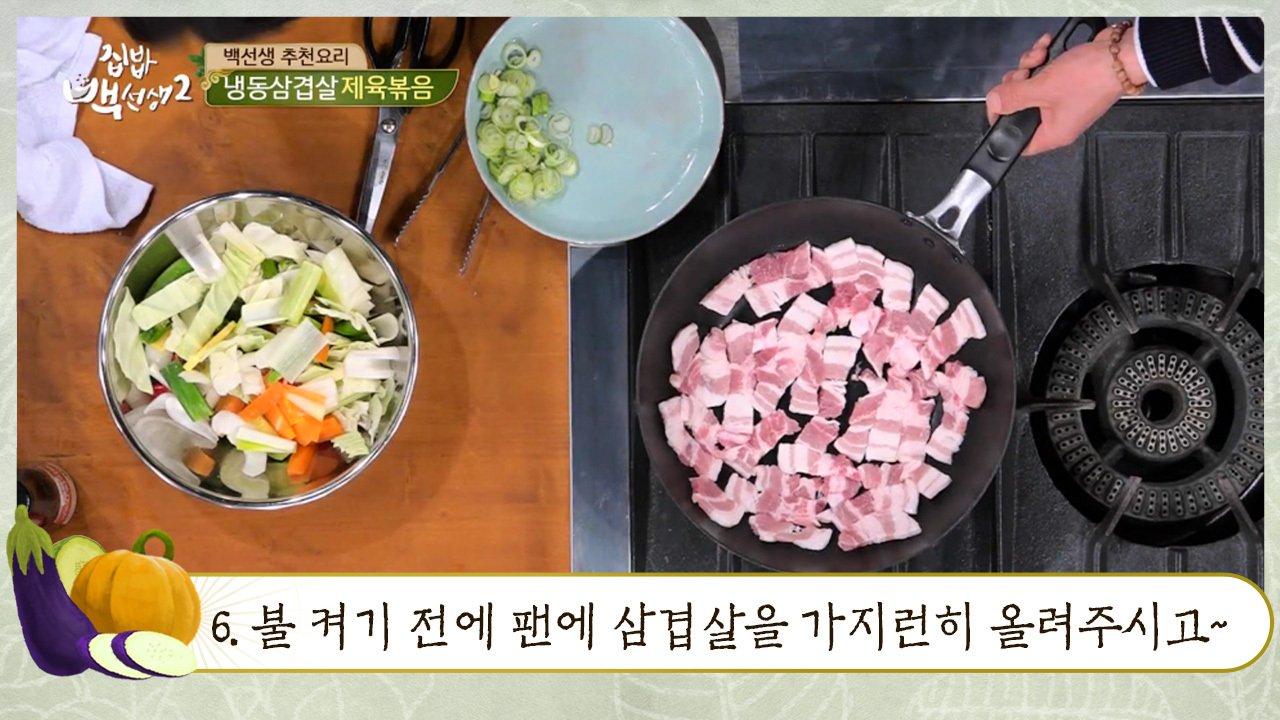 집밥
백선생2
백선생 추천요리
냉동삼겹살 제육볶음
6. 불 켜기 전에 팬에 삼겹살을 가지런히 올려주시고~